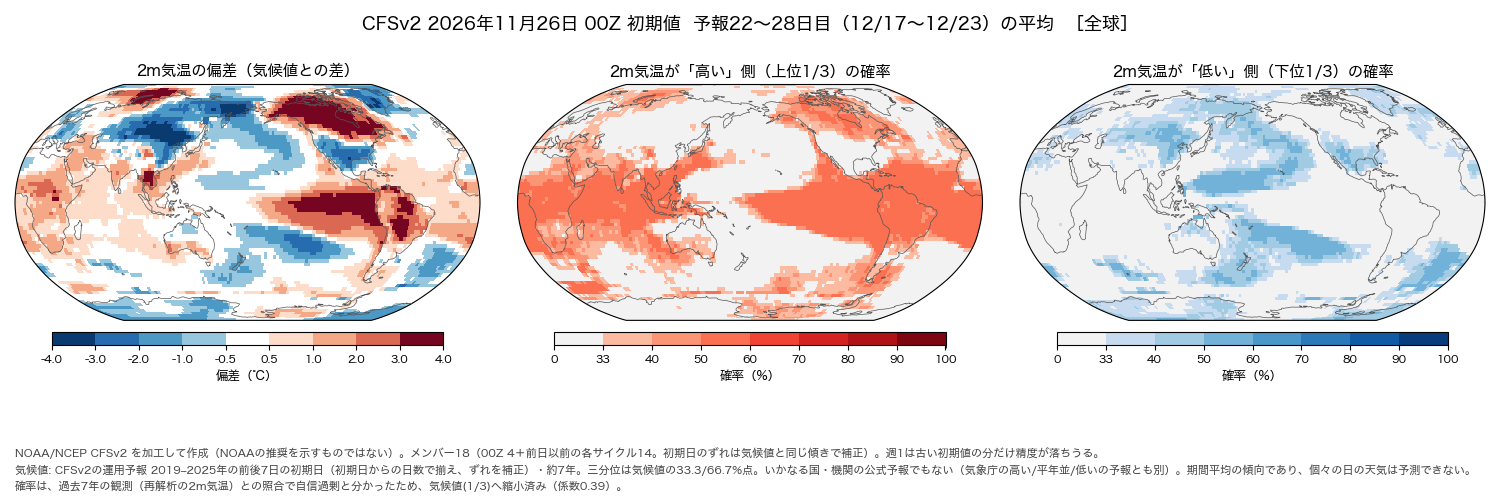 CFSv2 2026年11月26日 00Z 初期値 予報22〜28日目（12/17〜12/23）の平均 ［全球］
2m気温の偏差（気候値との差）
2m気温が「高い」側（上位1/3）の確率
2m気温が「低い」側（下位1/3）の確率
-4.0 -3.0 -2.0 -1.0 -0.5 0.5 1.0 2.0 3.0 4.0
偏差（℃）
0 33 40 50 60 70 80 90 100
確率（%）
0 33 40 50 60 70 80 90 100
確率（%）
NOAA/NCEP CFSv2 を加工して作成（NOAAの推奨を示すものではない）。メンバー18（00Z 4＋前日以前の各サイクル14。初期日のずれは気候値と同じ傾きで補正）。週1は古い初期値の分だけ精度が落ちうる。
気候値: CFSv2の運用予報 2019–2025年の前後7日の初期日（初期日からの日数で揃え、ずれを補正）・約7年。三分位は気候値の33.3/66.7%点。いかなる国・機関の公式予報でもない（気象庁の高い/平年並/低いの予報とも別）。期間平均の傾向であり、個々の日の天気は予測できない。
確率は、過去7年の観測（再解析の2m気温）との照合で自信過剰と分かったため、気候値(1/3)へ縮小済み（係数0.39）。